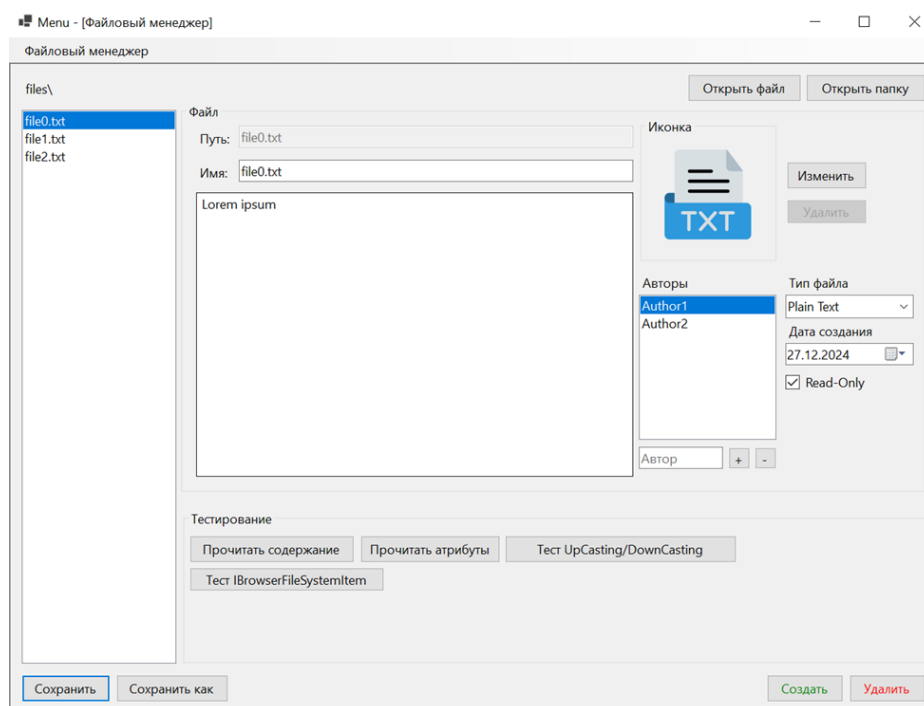 Menu - [Файловый менеджер]
Файловый менеджер
files\
Открыть файл
Открыть папку
file0.txt
file1.txt
file2.txt
Файл
Путь: file0.txt
Имя: file0.txt
Lorem ipsum
Иконка
TXT
Изменить
Удалить
Авторы
Author1
Author2
Автор
+
-
Тип файла
Plain Text
Дата создания
27.12.2024
Read-Only
Тестирование
Прочитать содержание
Прочитать атрибуты
Тест UpCasting/DownCasting
Тест IBrowserFileSystemItem
Сохранить
Сохранить как
Создать
Удалить